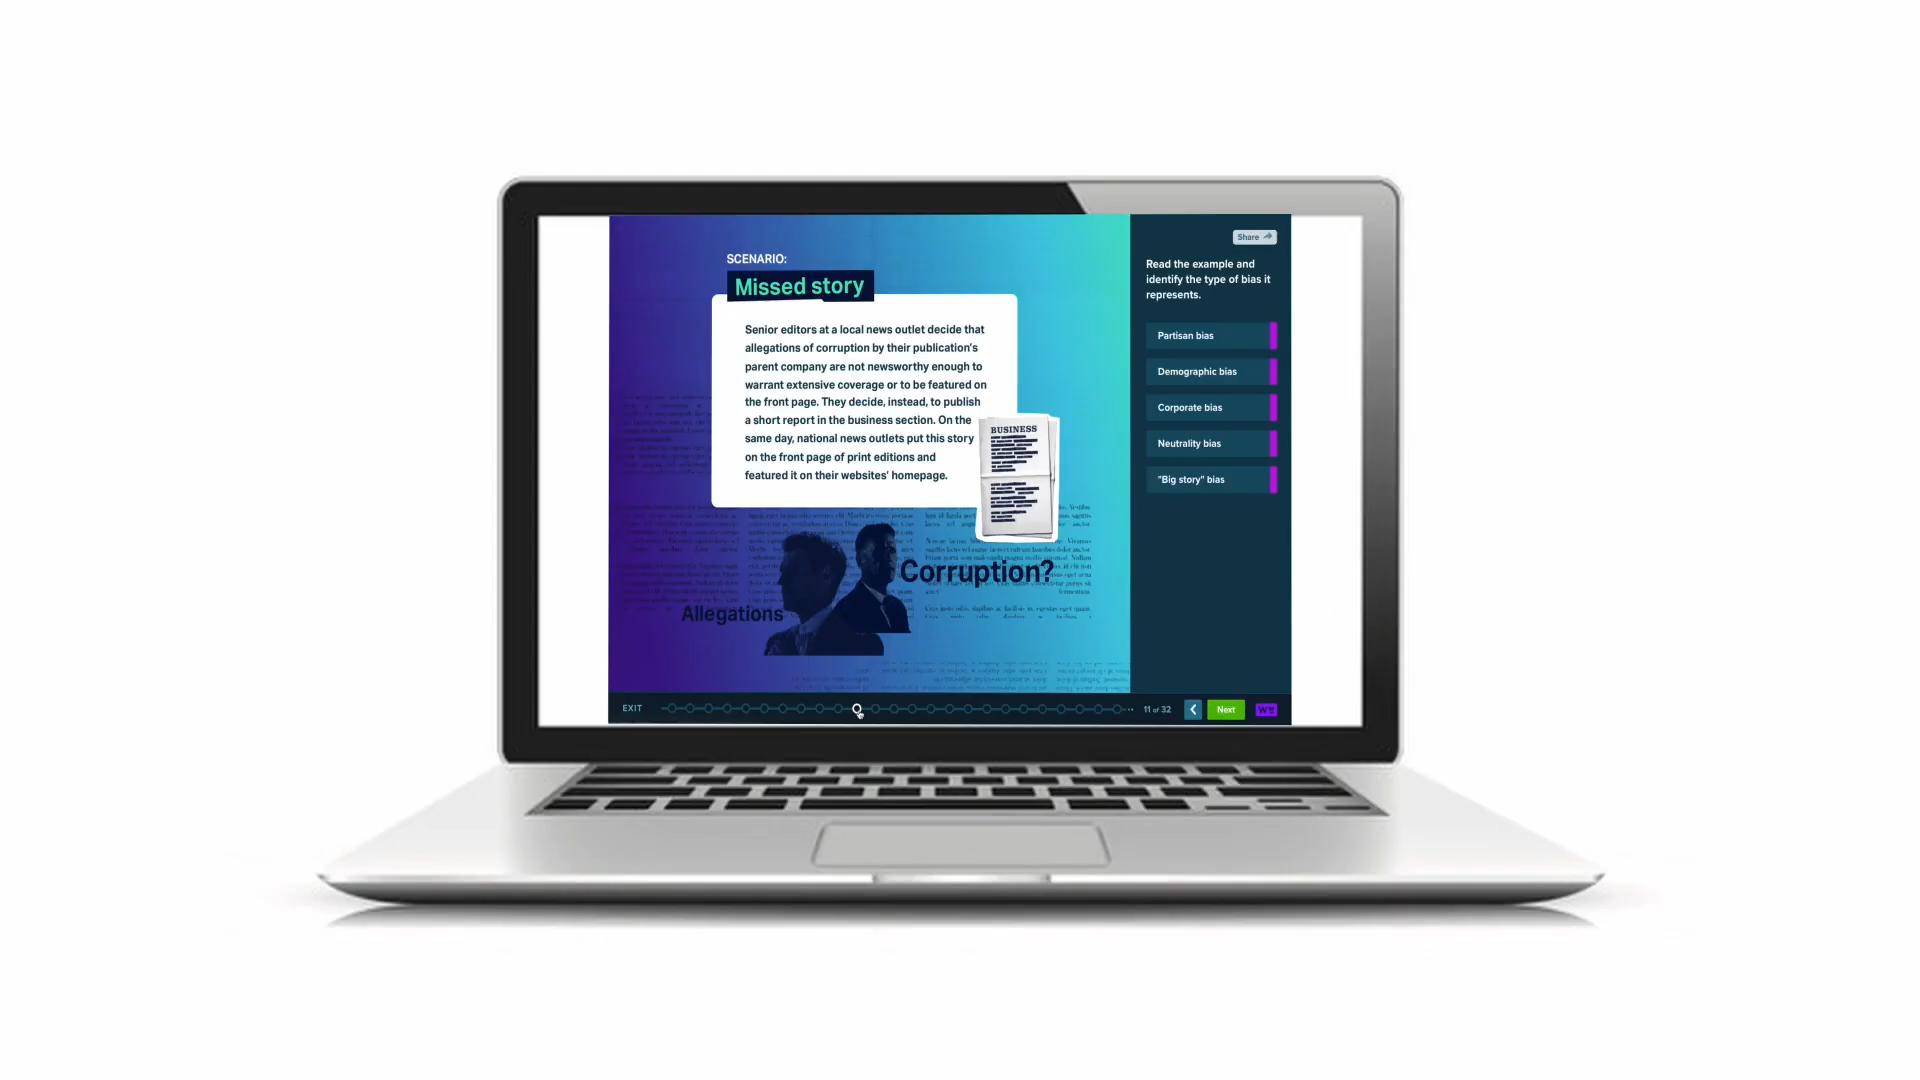 SCENARIO:
Missed story
Senior editors at a local news outlet decide that
allegations of corruption by their publication's
parent company are not newsworthy enough to
warrant extensive coverage or to be featured on
the front page. They decide, instead, to publish
a short report in the business section. On the
same day, national news outlets put this story
on the front page of print editions and
featured it on their websites' homepage.
BUSINESS
Corruption?
Allegations
Share
Read the example and
identify the type of bias it
represents.
Partisan bias
Demographic bias
Corporate bias
Neutrality bias
"Big story" bias
EXIT
11 of 32
Next